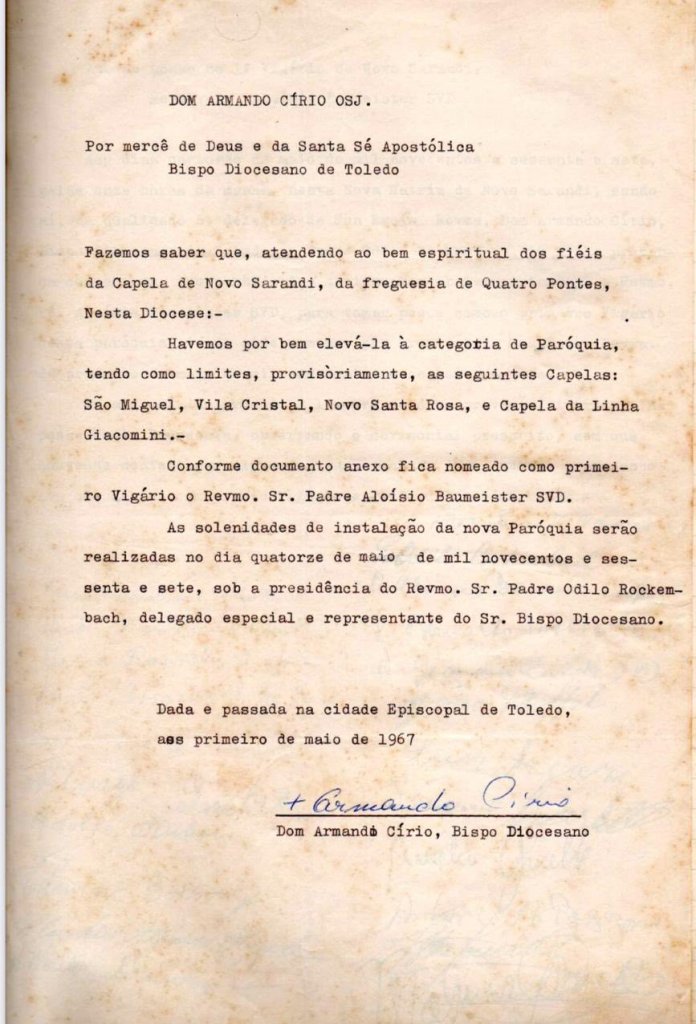 DOM ARMANDO CÍRIO OSJ.
Por mercê de Deus e da Santa Sé Apostólica
Bispo Diocesano de Toledo
Fazemos saber que, atendendo ao bem espiritual dos fiéis
da Capela de Novo Sarandi, da freguesia de Quatro Pontes,
Nesta Diocese:-
Havemos por bem elevá-la à categoria de Paróquia,
tendo como limites, provisòriamente, as seguintes Capelas:
São Miguel, Vila Cristal, Novo Santa Rosa, e Capela da Linha
Giacomini.-
Conforme documento anexo fica nomeado como primei-
ro Vigário o Revmo. Sr. Padre Aloísio Baumeister SVD.
As solenidades de instalação da nova Paróquia serão
realizadas no dia quatorze de maio de mil novecentos e ses-
senta e sete, sob a presidência do Revmo. Sr. Padre Odilo Rockem-
bach, delegado especial e representante do Sr. Bispo Diocesano.
Dada e passada na cidade Episcopal de Toledo,
aos primeiro de maio de 1967
+ Armando Círio
Dom Armando Círio, Bispo Diocesano